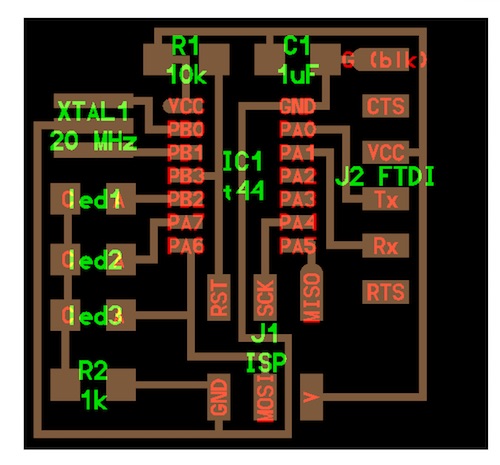 R1
10k
C1
1uF
G (blk)
XTAL1
20 MHz
VCC
PB0
PB1
PB3
PB2
PA7
PA6
IC1
t44
GND
PA0
PA1
PA2
PA3
PA4
PA5
CTS
VCC
J2 FTDI
Tx
Rx
RTS
C led1 A
C led2 A
C led3 A
R2
1k
RST
SCK
MISO
J1
ISP
GND
MOSI
V